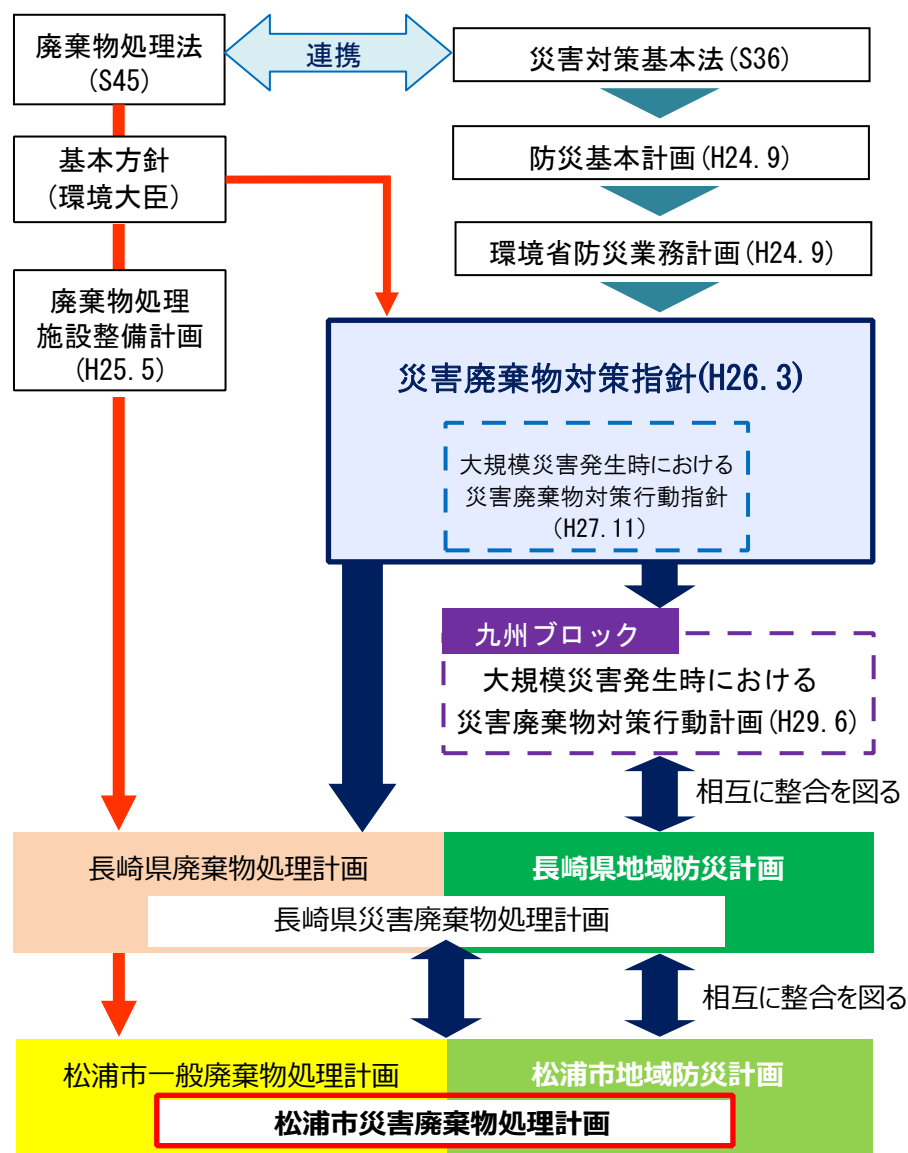 廃棄物処理法
(S45)
連携
災害対策基本法(S36)
基本方針
(環境大臣)
防災基本計画(H24.9)
環境省防災業務計画(H24.9)
廃棄物処理
施設整備計画
(H25.5)
災害廃棄物対策指針(H26.3)
大規模災害発生時における
災害廃棄物対策行動指針
(H27.11)
九州ブロック
大規模災害発生時における
災害廃棄物対策行動計画(H29.6)
相互に整合を図る
長崎県廃棄物処理計画
長崎県地域防災計画
長崎県災害廃棄物処理計画
相互に整合を図る
松浦市一般廃棄物処理計画
松浦市地域防災計画
松浦市災害廃棄物処理計画